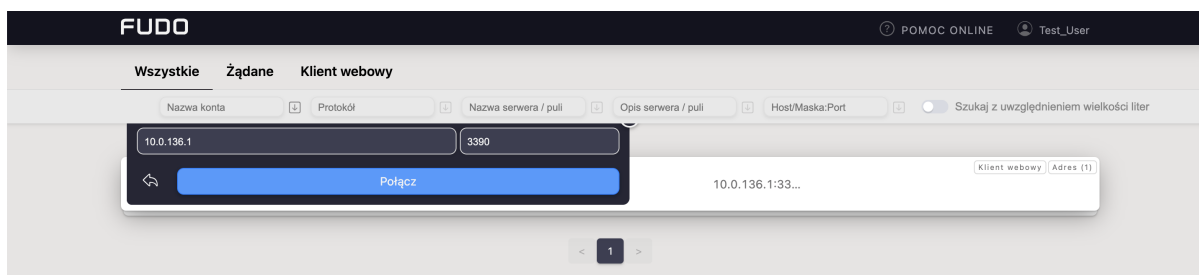 FUDO
POMOC ONLINE Test_User
Wszystkie Żądane Klient webowy
Nazwa konta Protokół Nazwa serwera / puli Opis serwera / puli Host/Maska:Port Szukaj z uwzględnieniem wielkości liter
10.0.136.1 3390
Klient webowy Adres (1)
Połącz 10.0.136.1:33...
< 1 >